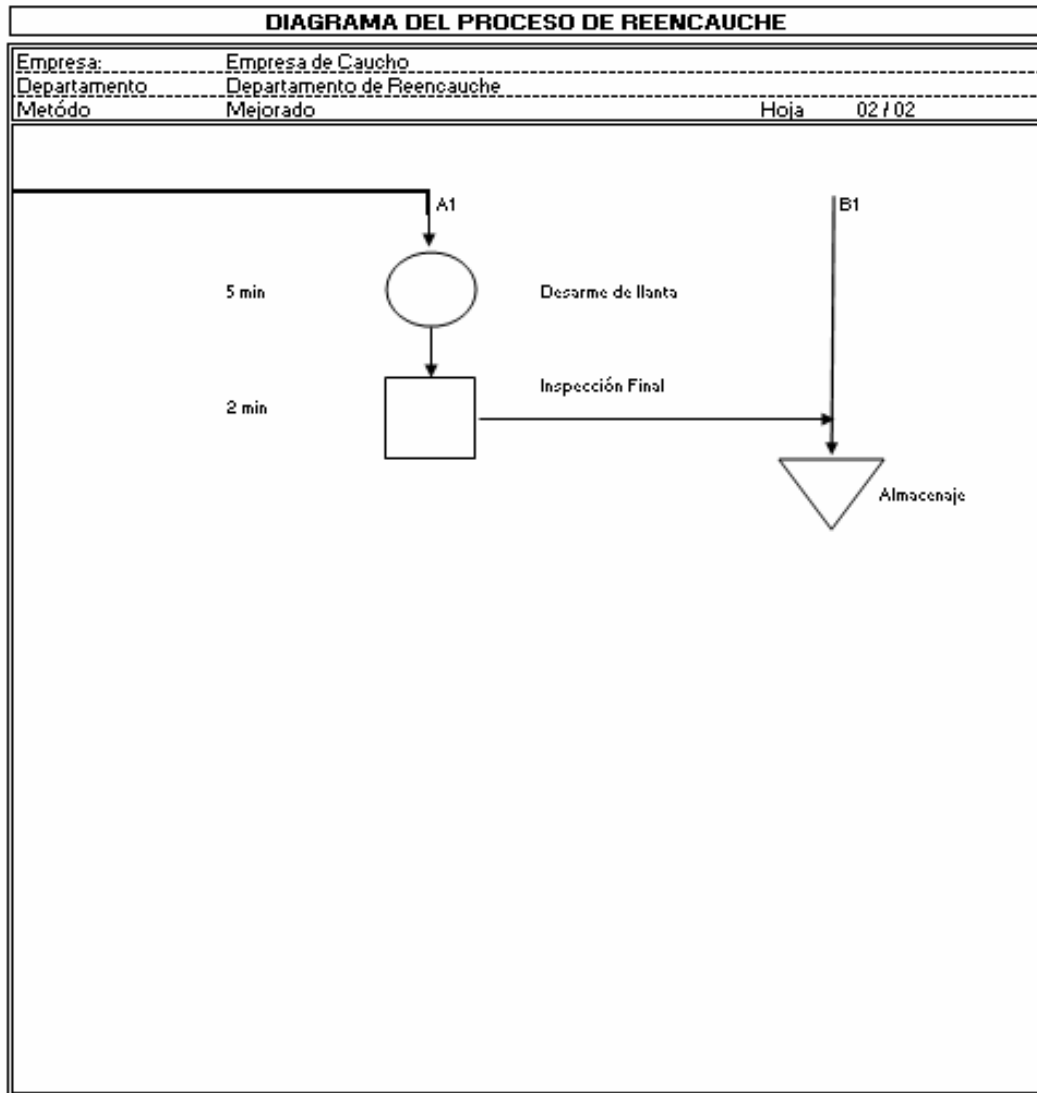 DIAGRAMA DEL PROCESO DE REENCAUCHE
Empresa: Empresa de Caucho
Departamento Departamento de Reencauche
Metódo Mejorado Hoja 02 / 02
A1 B1
5 min Desarme de llanta
Inspección Final
2 min
Almacenaje